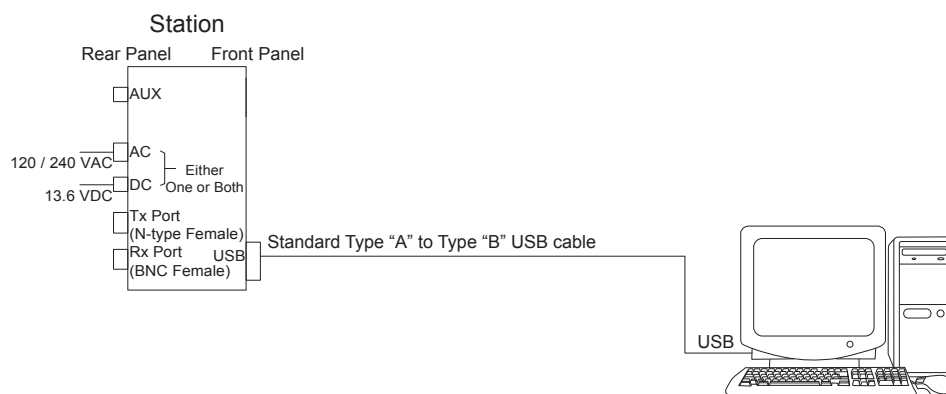 Station
Rear Panel
Front Panel
AUX
120 / 240 VAC
AC
Either
One or Both
13.6 VDC
DC
Tx Port
(N-type Female)
Rx Port
(BNC Female)
USB
Standard Type “A” to Type “B” USB cable
USB